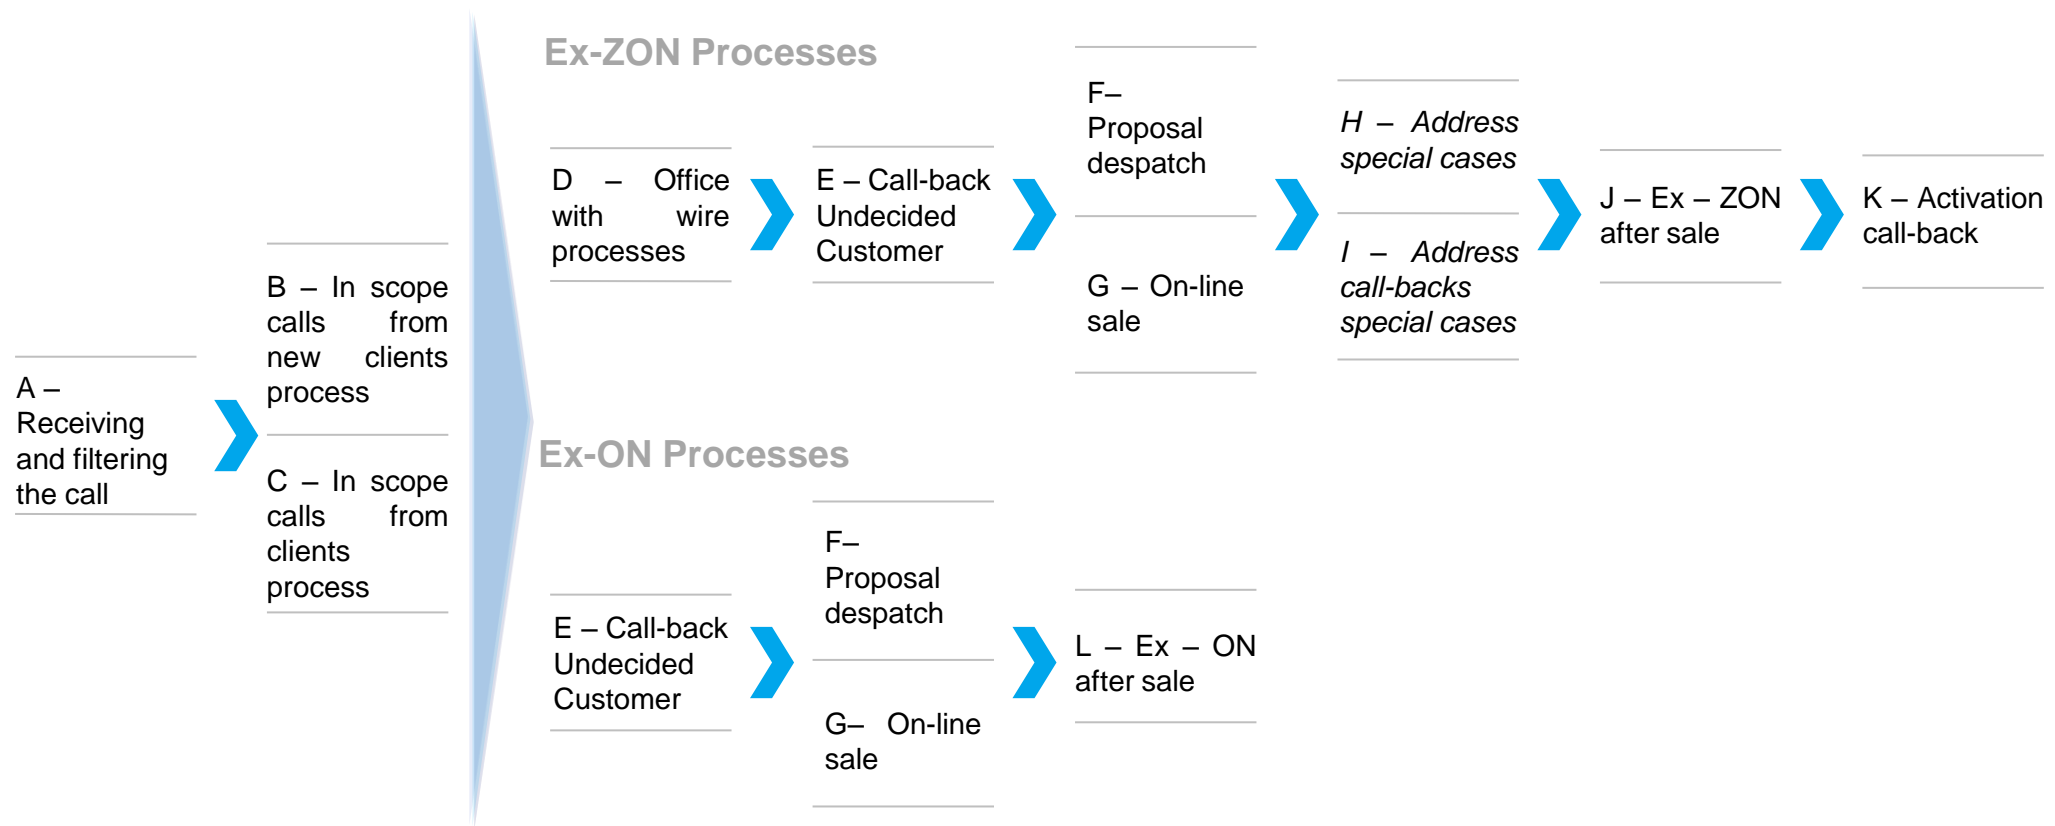 A –
Receiving
and filtering
the call
B – In scope
calls from
new clients
process
C – In scope
calls from
clients
process
Ex-ZON Processes
D – Office
with wire
processes
E – Call-back
Undecided
Customer
F–
Proposal
despatch
G – On-line
sale
H – Address
special cases
I – Address
call-backs
special cases
J – Ex – ZON
after sale
K – Activation
call-back
Ex-ON Processes
E – Call-back
Undecided
Customer
F–
Proposal
despatch
G– On-line
sale
L – Ex – ON
after sale